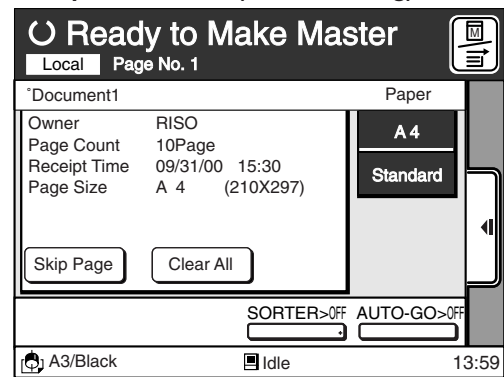 Ready to Make Master
Local Page No. 1
M
°Document1 Paper
Owner RISO
Page Count 10Page
Receipt Time 09/31/00 15:30
Page Size A 4 (210X297)
A 4
Standard
Skip Page Clear All
SORTER>OFF AUTO-GO>OFF
A3/Black Idle 13:59